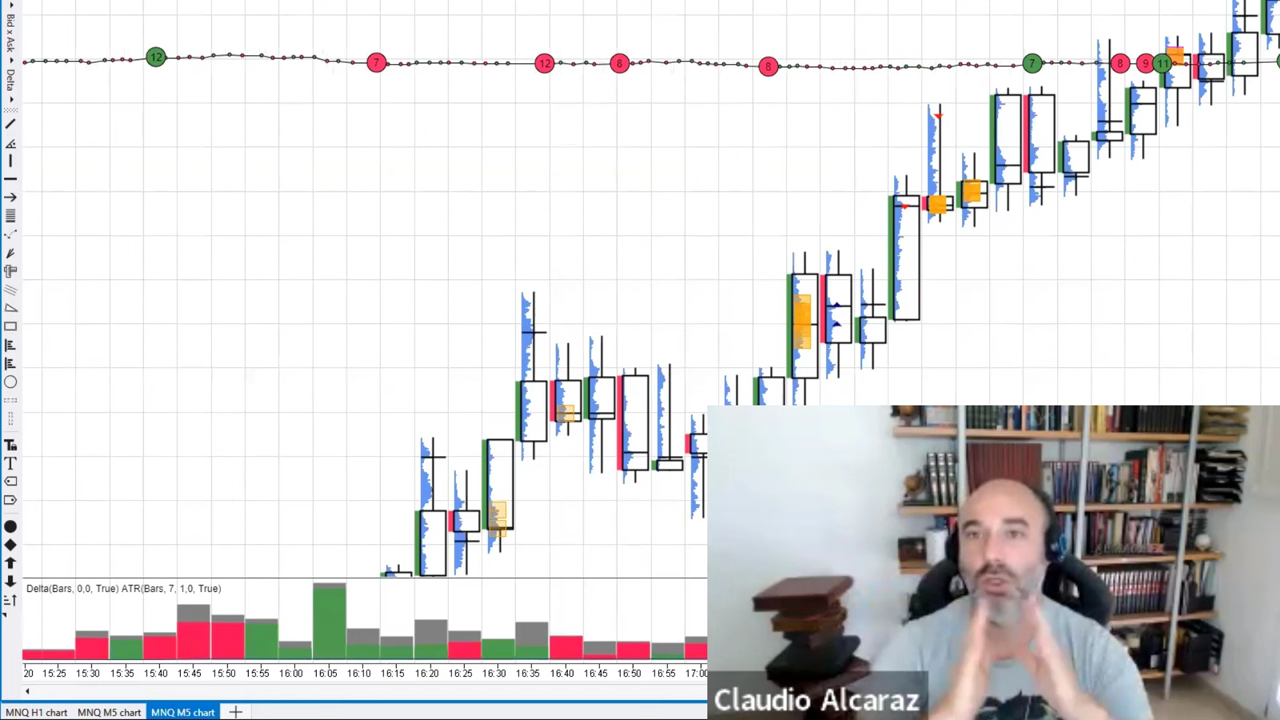 Bid x Ask
Delta
12
7
12
8
8
7
8
9
11
Delta(Bars, 0,0, True) ATR(Bars, 7, 1,0, True)
20 15:25 15:30 15:35 15:40 15:45 15:50 15:55 16:00 16:05 16:10 16:15 16:20 16:25 16:30 16:35 16:40 16:45 16:50 16:55 17:00
MNQ H1 chart MNQ M5 chart MNQ M5 chart
Claudio Alcaraz